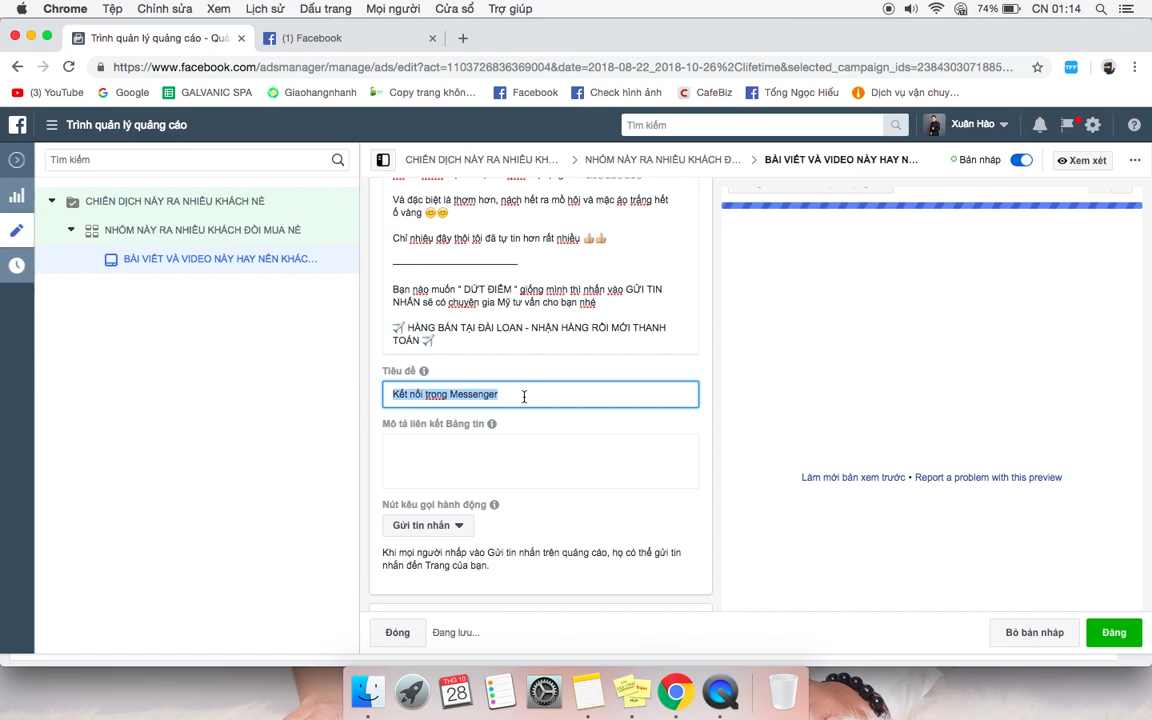 Chrome Tệp Chỉnh sửa Xem Lịch sử Dấu trang Mọi người Cửa sổ Trợ giúp 74% CN 01:14
Trình quản lý quảng cáo - Quả (1) Facebook
https://www.facebook.com/adsmanager/manage/ads/edit?act=1103726836369004&date=2018-08-22_2018-10-26%2Clifetime&selected_campaign_ids=2384303071885...
(3) YouTube Google GALVANIC SPA Giaohangnhanh Copy trang khôn... Facebook Check hình ảnh CafeBiz Tổng Ngọc Hiếu Dịch vụ vận chuy...
Trình quản lý quảng cáo Tìm kiếm Xuân Hào
Tìm kiếm
CHIẾN DỊCH NÀY RA NHIỀU KH... NHÓM NÀY RA NHIỀU KHÁCH Đ... BÀI VIẾT VÀ VIDEO NÀY HAY N... Bản nháp Xem xét
CHIẾN DỊCH NÀY RA NHIỀU KHÁCH NÈ
NHÓM NÀY RA NHIỀU KHÁCH ĐÒI MUA NÈ
BÀI VIẾT VÀ VIDEO NÀY HAY NÊN KHÁC...
Và đặc biệt là thơm hơn, nách hết ra mồ hôi và mặc áo trắng hết
ố vàng 😊😊
Chỉ nhiêu đây thôi tôi đã tự tin hơn rất nhiều 👍👍
Bạn nào muốn " DỨT ĐIỂM " giống mình thì nhấn vào GỬI TIN
NHẮN sẽ có chuyên gia Mỹ tư vấn cho bạn nhé
✈ HÀNG BÁN TẠI ĐÀI LOAN - NHẬN HÀNG RỒI MỚI THANH
TOÁN ✈
Tiêu đề
Kết nối trong Messenger
Mô tả liên kết Bảng tin
Nút kêu gọi hành động
Gửi tin nhắn
Khi mọi người nhấp vào Gửi tin nhắn trên quảng cáo, họ có thể gửi tin
nhắn đến Trang của bạn.
Làm mới bản xem trước • Report a problem with this preview
Đóng Đang lưu... Bỏ bản nháp Đăng
THG 10
28